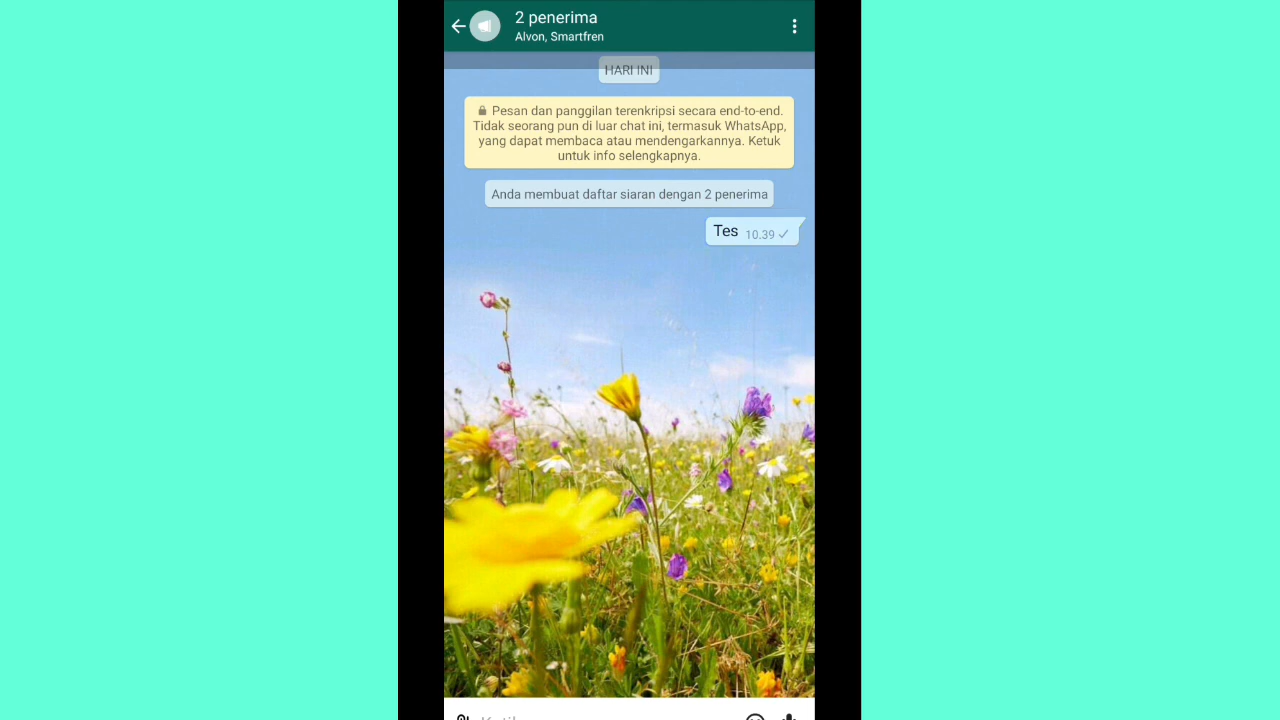 2 penerima
Alvon, Smartfren
HARI INI
Pesan dan panggilan terenkripsi secara end-to-end.
Tidak seorang pun di luar chat ini, termasuk WhatsApp,
yang dapat membaca atau mendengarkannya. Ketuk
untuk info selengkapnya.
Anda membuat daftar siaran dengan 2 penerima
Tes 10.39